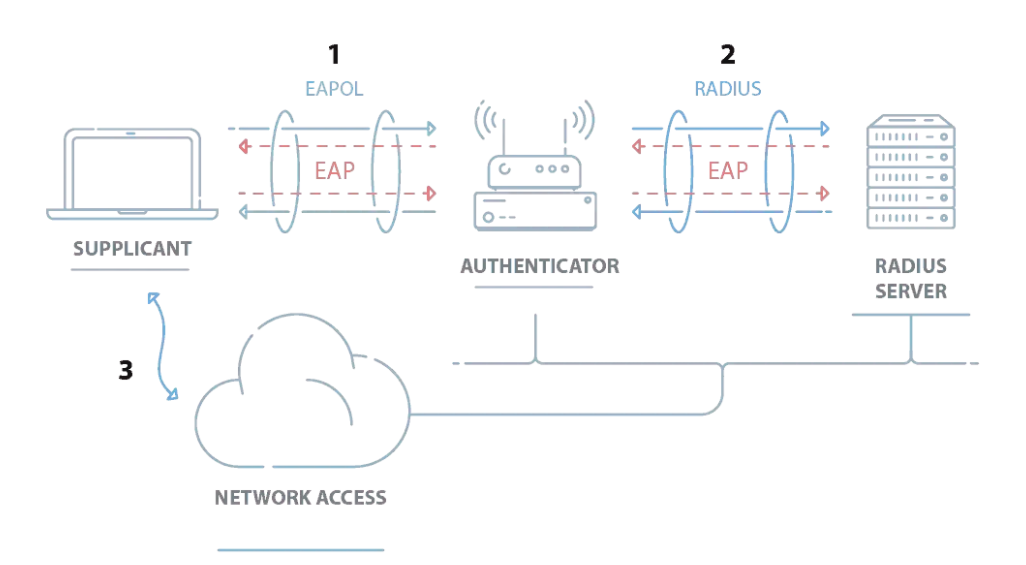 1
EAPOL
EAP
SUPPLICANT
2
RADIUS
EAP
AUTHENTICATOR
RADIUS
SERVER
3
NETWORK ACCESS